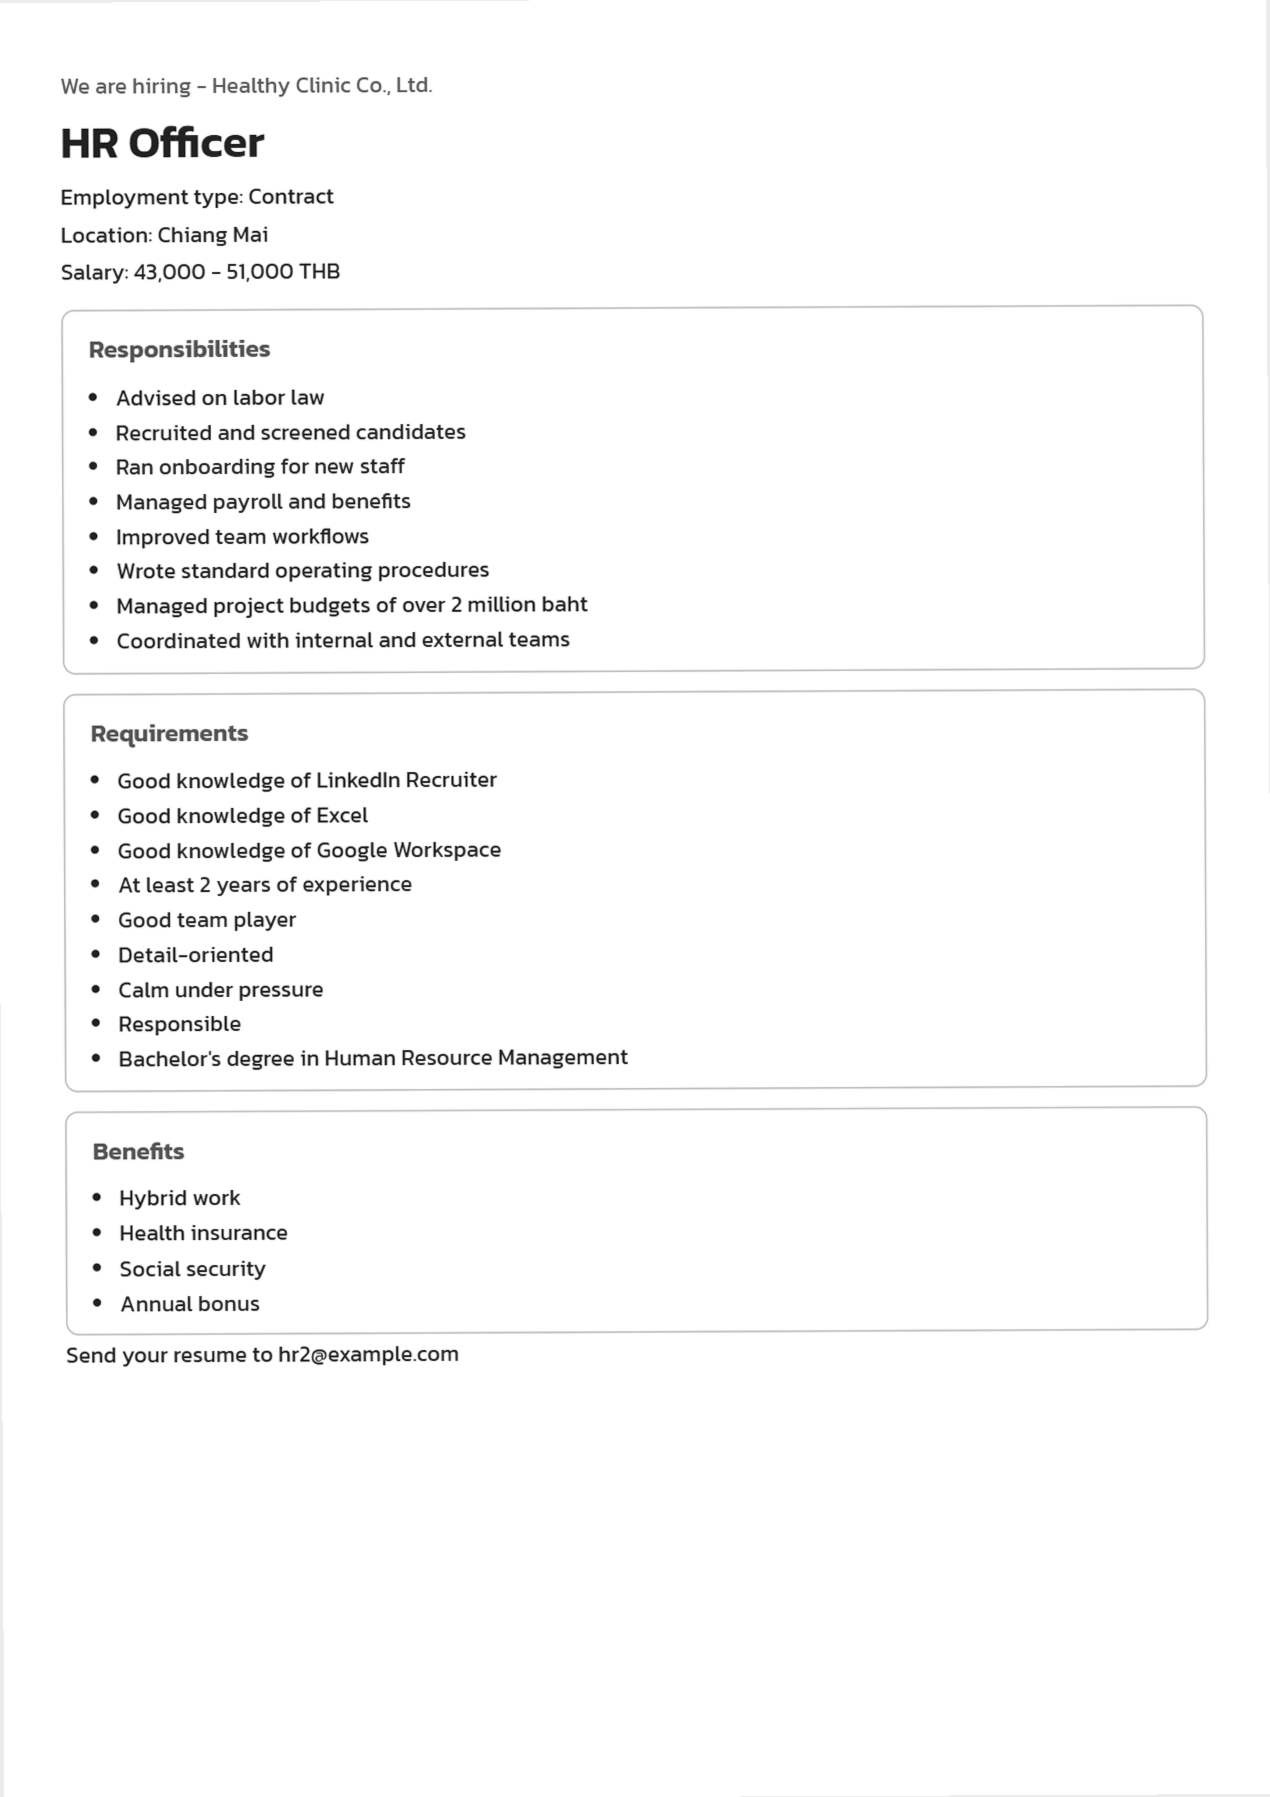 We are hiring - Healthy Clinic Co., Ltd.
HR Officer
Employment type: Contract
Location: Chiang Mai
Salary: 43,000 - 51,000 THB
Responsibilities
• Advised on labor law
• Recruited and screened candidates
• Ran onboarding for new staff
• Managed payroll and benefits
• Improved team workflows
• Wrote standard operating procedures
• Managed project budgets of over 2 million baht
• Coordinated with internal and external teams
Requirements
• Good knowledge of LinkedIn Recruiter
• Good knowledge of Excel
• Good knowledge of Google Workspace
• At least 2 years of experience
• Good team player
• Detail-oriented
• Calm under pressure
• Responsible
• Bachelor's degree in Human Resource Management
Benefits
• Hybrid work
• Health insurance
• Social security
• Annual bonus
Send your resume to hr2@example.com